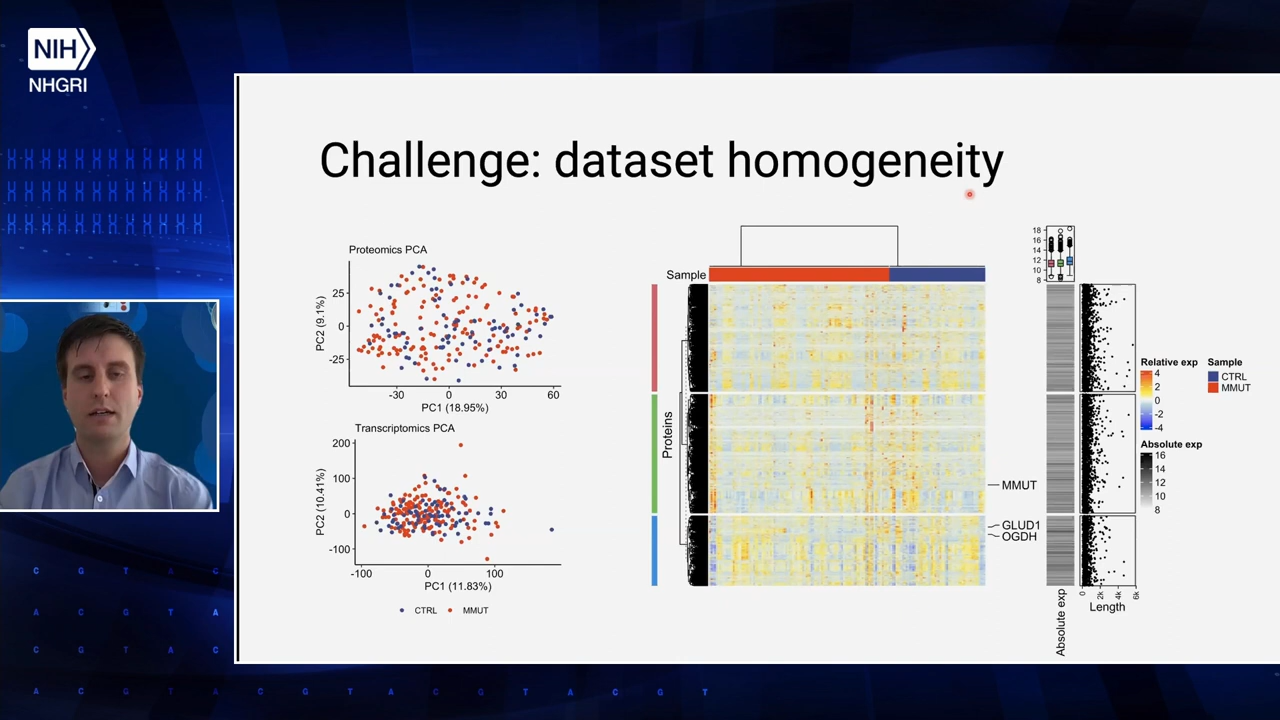 NIH
NHGRI
Challenge: dataset homogeneity
Proteomics PCA
PC2 (9.1%)
25
0
-25
-30
0
30
60
PC1 (18.95%)
Transcriptomics PCA
PC2 (10.41%)
200
100
0
-100
-100
0
100
PC1 (11.83%)
CTRL
MMUT
Sample
Proteins
MMUT
GLUD1
OGDH
18
16
14
12
10
8
Absolute exp
0
2k
4k
6k
Length
Relative exp
4
2
0
-2
-4
Sample
CTRL
MMUT
Absolute exp
16
14
12
10
8
C G T A C
A C G T A
C G T A C
A C G T A C G T A C G T A C G T